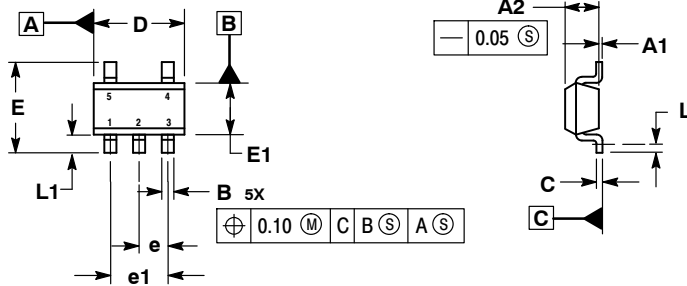 A2
A D B
— 0.05 Ⓢ
A1
E
5 4
1 2 3
L
E1
L1
B 5X
C
⌖ 0.10 Ⓜ C B Ⓢ A Ⓢ
C
e
e1